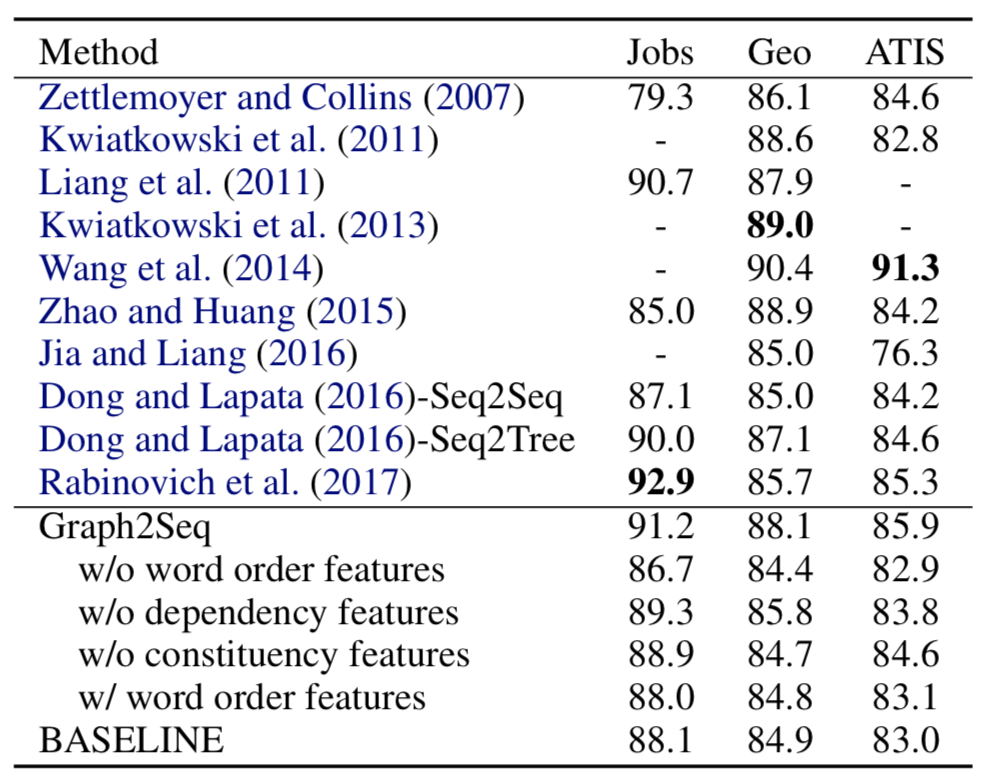 Method Jobs Geo ATIS
Zettlemoyer and Collins (2007) 79.3 86.1 84.6
Kwiatkowski et al. (2011) - 88.6 82.8
Liang et al. (2011) 90.7 87.9 -
Kwiatkowski et al. (2013) - 89.0 -
Wang et al. (2014) - 90.4 91.3
Zhao and Huang (2015) 85.0 88.9 84.2
Jia and Liang (2016) - 85.0 76.3
Dong and Lapata (2016)-Seq2Seq 87.1 85.0 84.2
Dong and Lapata (2016)-Seq2Tree 90.0 87.1 84.6
Rabinovich et al. (2017) 92.9 85.7 85.3
Graph2Seq 91.2 88.1 85.9
w/o word order features 86.7 84.4 82.9
w/o dependency features 89.3 85.8 83.8
w/o constituency features 88.9 84.7 84.6
w/ word order features 88.0 84.8 83.1
BASELINE 88.1 84.9 83.0